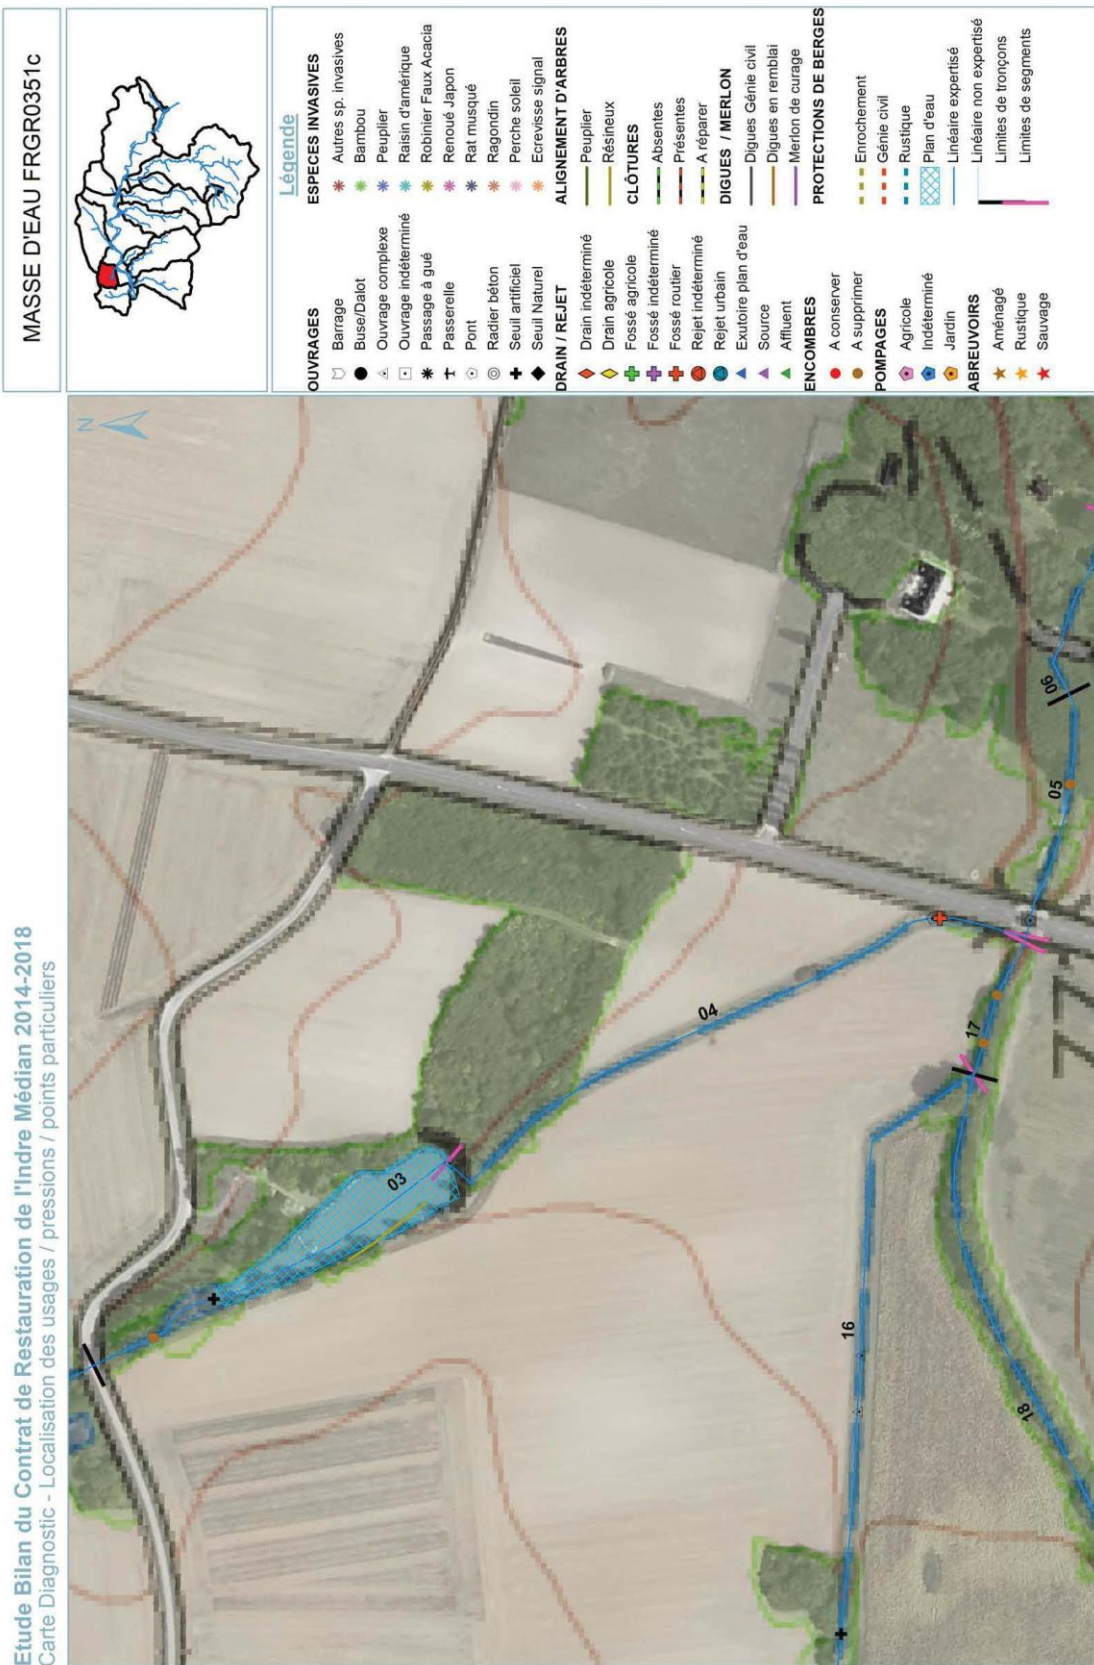 Etude Bilan du Contrat de Restauration de l'Indre Médian 2014-2018
Carte Diagnostic - Localisation des usages / pressions / points particuliers
MASSE D'EAU FRGR0351c
N
03
04
05
06
16
17
18
Légende
OUVRAGES
Barrage
Buse/Dalot
Ouvrage complexe
Ouvrage indéterminé
Passage à gué
Passerelle
Pont
Radier béton
Seuil artificiel
Seuil Naturel
DRAIN / REJET
Drain indéterminé
Drain agricole
Fossé agricole
Fossé indéterminé
Fossé routier
Rejet indéterminé
Rejet urbain
Exutoire plan d'eau
Source
Affluent
ENCOMBRES
A conserver
A supprimer
POMPAGES
Agricole
Indéterminé
Jardin
ABREUVOIRS
Aménagé
Rustique
Sauvage
ESPECES INVASIVES
Autres sp. invasives
Bambou
Peuplier
Raisin d'amérique
Robinier Faux Acacia
Renoué Japon
Rat musqué
Ragondin
Perche soleil
Ecrevisse signal
ALIGNEMENT D'ARBRES
Peuplier
Résineux
CLÔTURES
Absentes
Présentes
A réparer
DIGUES / MERLON
Digues Génie civil
Digues en remblai
Merlon de curage
PROTECTIONS DE BERGES
Enrochement
Génie civil
Rustique
Plan d'eau
Linéaire expertisé
Linéaire non expertisé
Limites de tronçons
Limites de segments